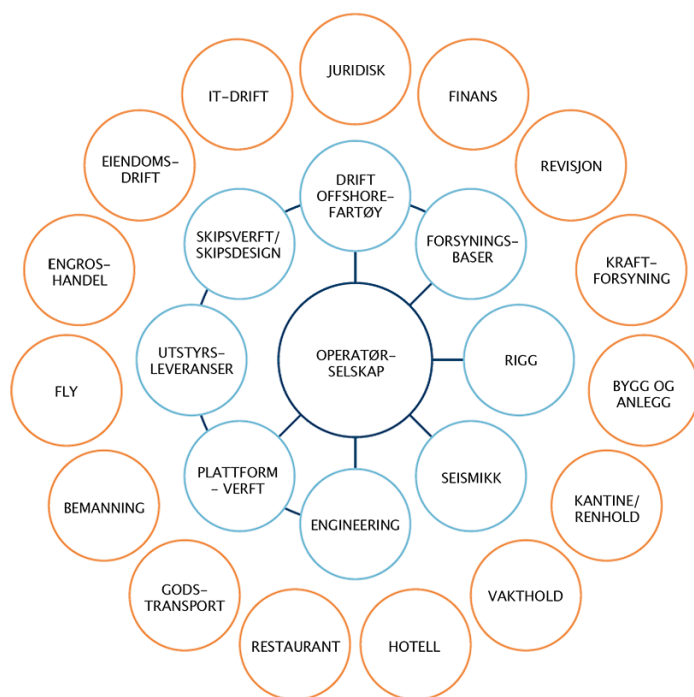 JURIDISK
IT-DRIFT
FINANS
EIENDOMS-
DRIFT
REVISJON
DRIFT
OFFSHORE-
FARTØY
SKIPSVERFT/
SKIPSDESIGN
FORSYNINGS-
BASER
ENGROS-
HANDEL
KRAFT-
FORSYNING
UTSTYRS-
LEVERANSER
OPERATØR-
SELSKAP
RIGG
FLY
BYGG OG
ANLEGG
PLATTFORM
- VERFT
SEISMIKK
BEMANNING
KANTINE/
RENHOLD
ENGINEERING
GODS-
TRANSPORT
VAKTHOLD
RESTAURANT
HOTELL